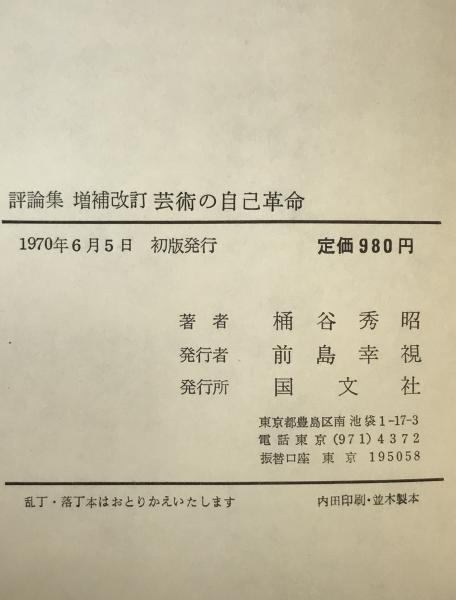 評論集 増補改訂 芸術の自己革命
1970年6月5日 初版発行 定価980円
著者 桶谷秀昭
発行者 前島幸視
発行所 国文社
東京都豊島区南池袋1-17-3
電話東京(971)4372
振替口座 東京 195058
乱丁・落丁本はおとりかえいたします 内田印刷・並木製本